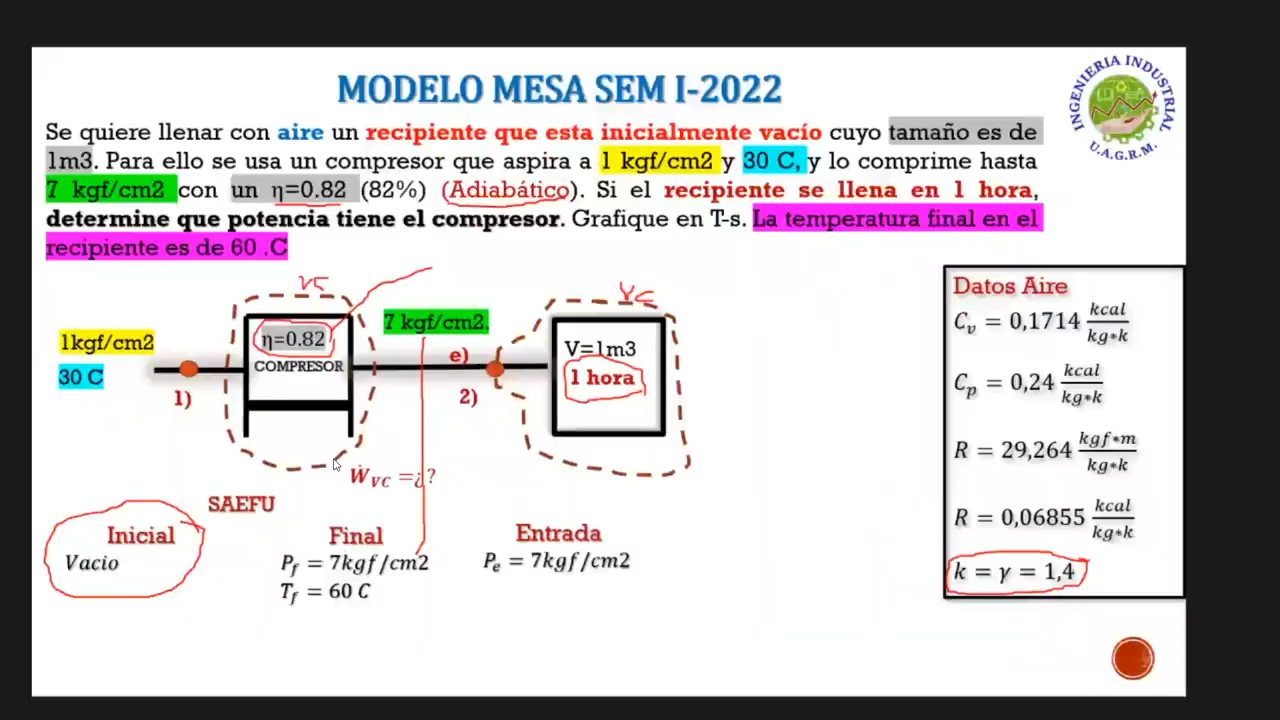 MODELO MESA SEM I-2022
INGENIERIA INDUSTRIAL
U.A.G.R.M.
Se quiere llenar con aire un recipiente que esta inicialmente vacío cuyo tamaño es de
1m3. Para ello se usa un compresor que aspira a 1 kgf/cm2 y 30 C, y lo comprime hasta
7 kgf/cm2 con un η=0.82 (82%) (Adiabático). Si el recipiente se llena en 1 hora,
determine que potencia tiene el compresor. Grafique en T-s. La temperatura final en el
recipiente es de 60 .C
VC
VC
1kgf/cm2
30 C
1)
η=0.82
COMPRESOR
7 kgf/cm2.
e)
2)
V=1m3
1 hora
Ẇ_VC =¿?
SAEFU
Inicial
Vacio
Final
P_f = 7kgf/cm2
T_f = 60 C
Entrada
P_e = 7kgf/cm2
Datos Aire
C_v = 0,1714 kcal/kg∗k
C_p = 0,24 kcal/kg∗k
R = 29,264 kgf∗m/kg∗k
R = 0,06855 kcal/kg∗k
k = γ = 1,4